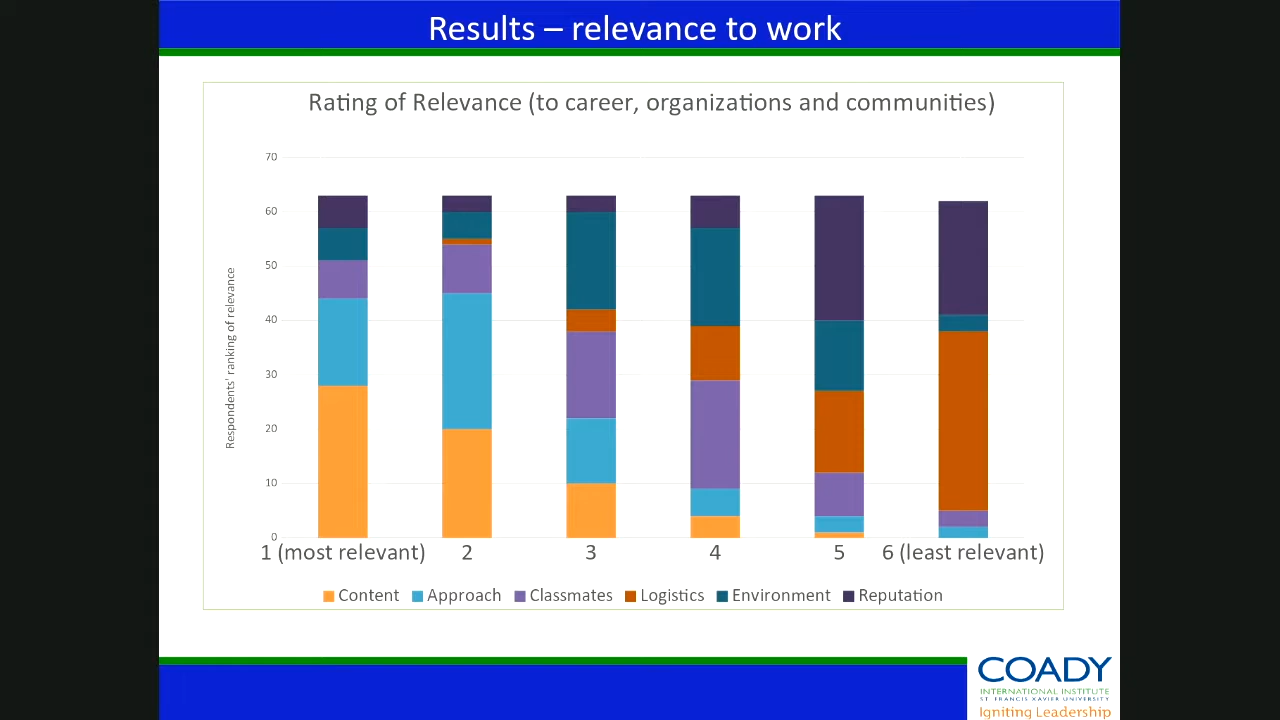 Results – relevance to work
Rating of Relevance (to career, organizations and communities)
Respondents' ranking of relevance
70
60
50
40
30
20
10
0
1 (most relevant) 2 3 4 5 6 (least relevant)
Content Approach Classmates Logistics Environment Reputation
COADY
INTERNATIONAL INSTITUTE
ST. FRANCIS XAVIER UNIVERSITY
Igniting Leadership